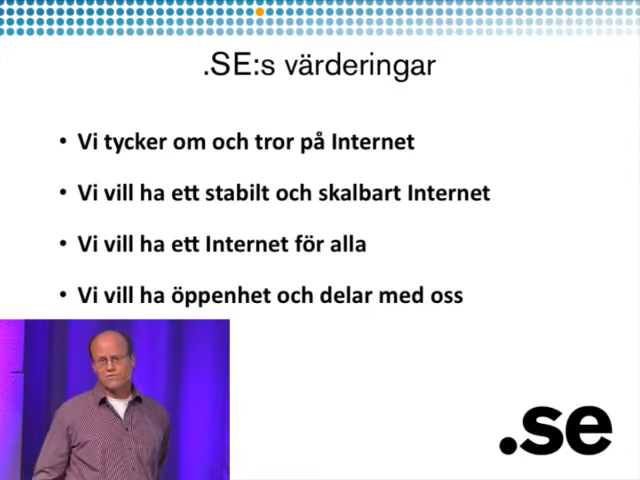 .SE:s värderingar
• Vi tycker om och tror på Internet
• Vi vill ha ett stabilt och skalbart Internet
• Vi vill ha ett Internet för alla
• Vi vill ha öppenhet och delar med oss
.se